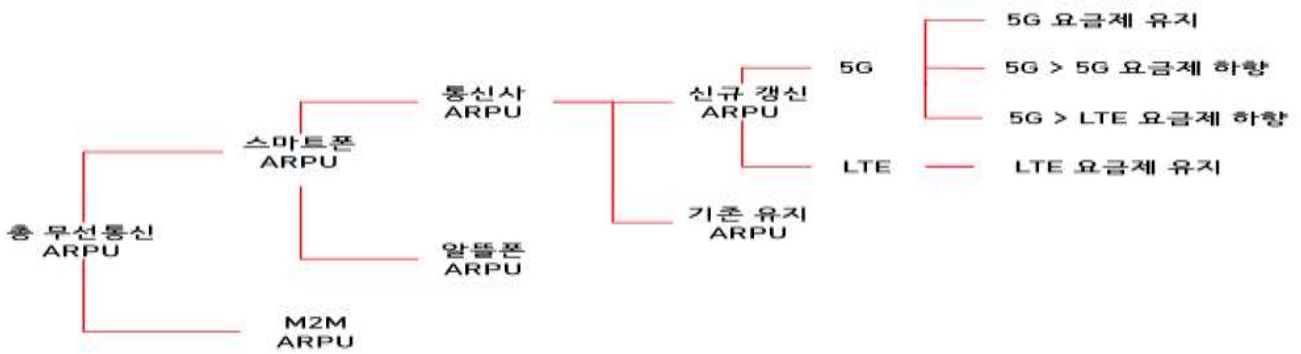 5G 요금제 유지
5G
5G > 5G 요금제 하향
통신사
ARPU
신규 갱신
ARPU
5G > LTE 요금제 하향
스마트폰
ARPU
LTE
LTE 요금제 유지
기존 유지
ARPU
총 무선통신
ARPU
알뜰폰
ARPU
M2M
ARPU